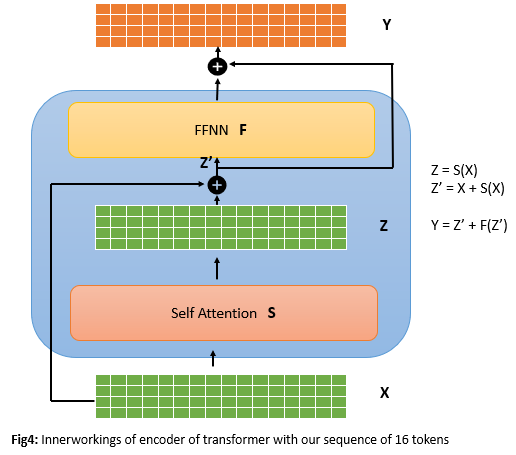 Y
FFNN F
Z’
Z = S(X)
Z’ = X + S(X)
Z
Y = Z’ + F(Z’)
Self Attention S
X
Fig4: Innerworkings of encoder of transformer with our sequence of 16 tokens